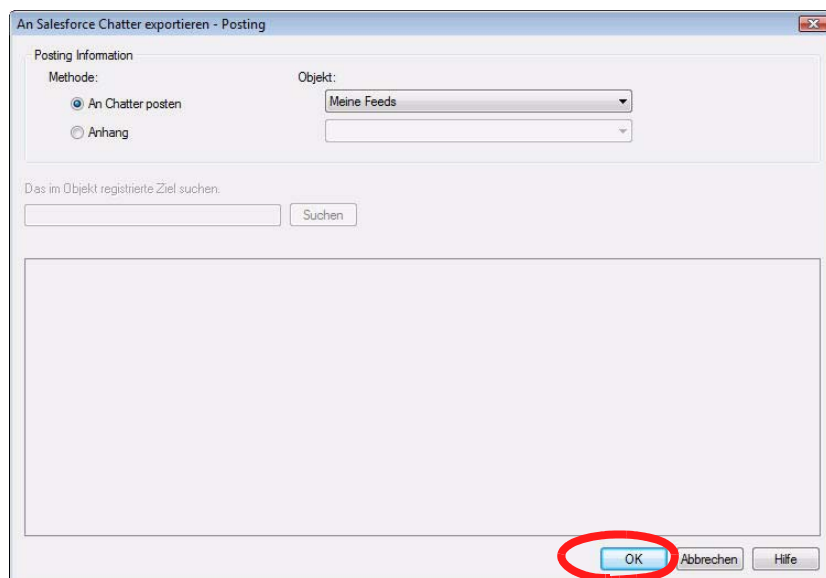 An Salesforce Chatter exportieren - Posting
Posting Information
Methode: Objekt:
An Chatter posten Meine Feeds
Anhang
Das im Objekt registrierte Ziel suchen.
Suchen
OK Abbrechen Hilfe